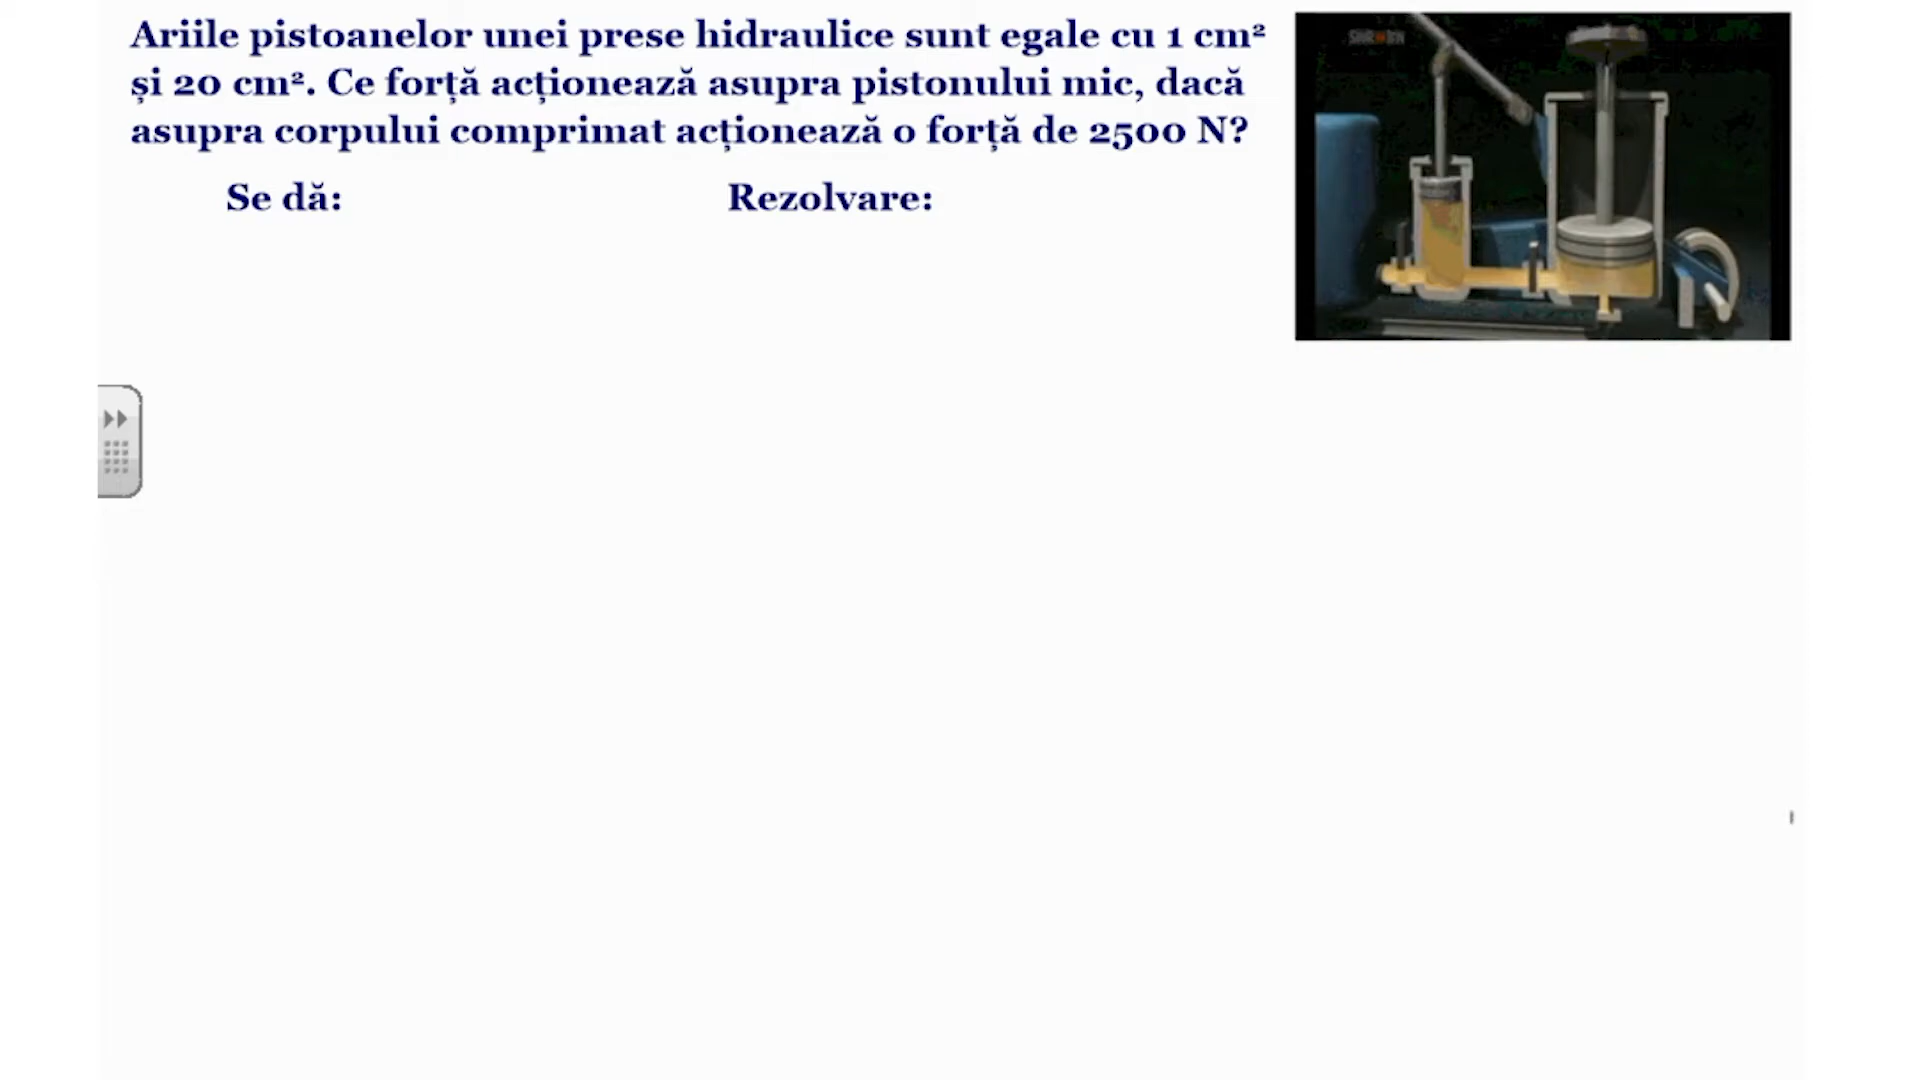 Ariile pistoanelor unei prese hidraulice sunt egale cu 1 cm²
și 20 cm². Ce forță acționează asupra pistonului mic, dacă
asupra corpului comprimat acționează o forță de 2500 N?
Se dă:
Rezolvare: